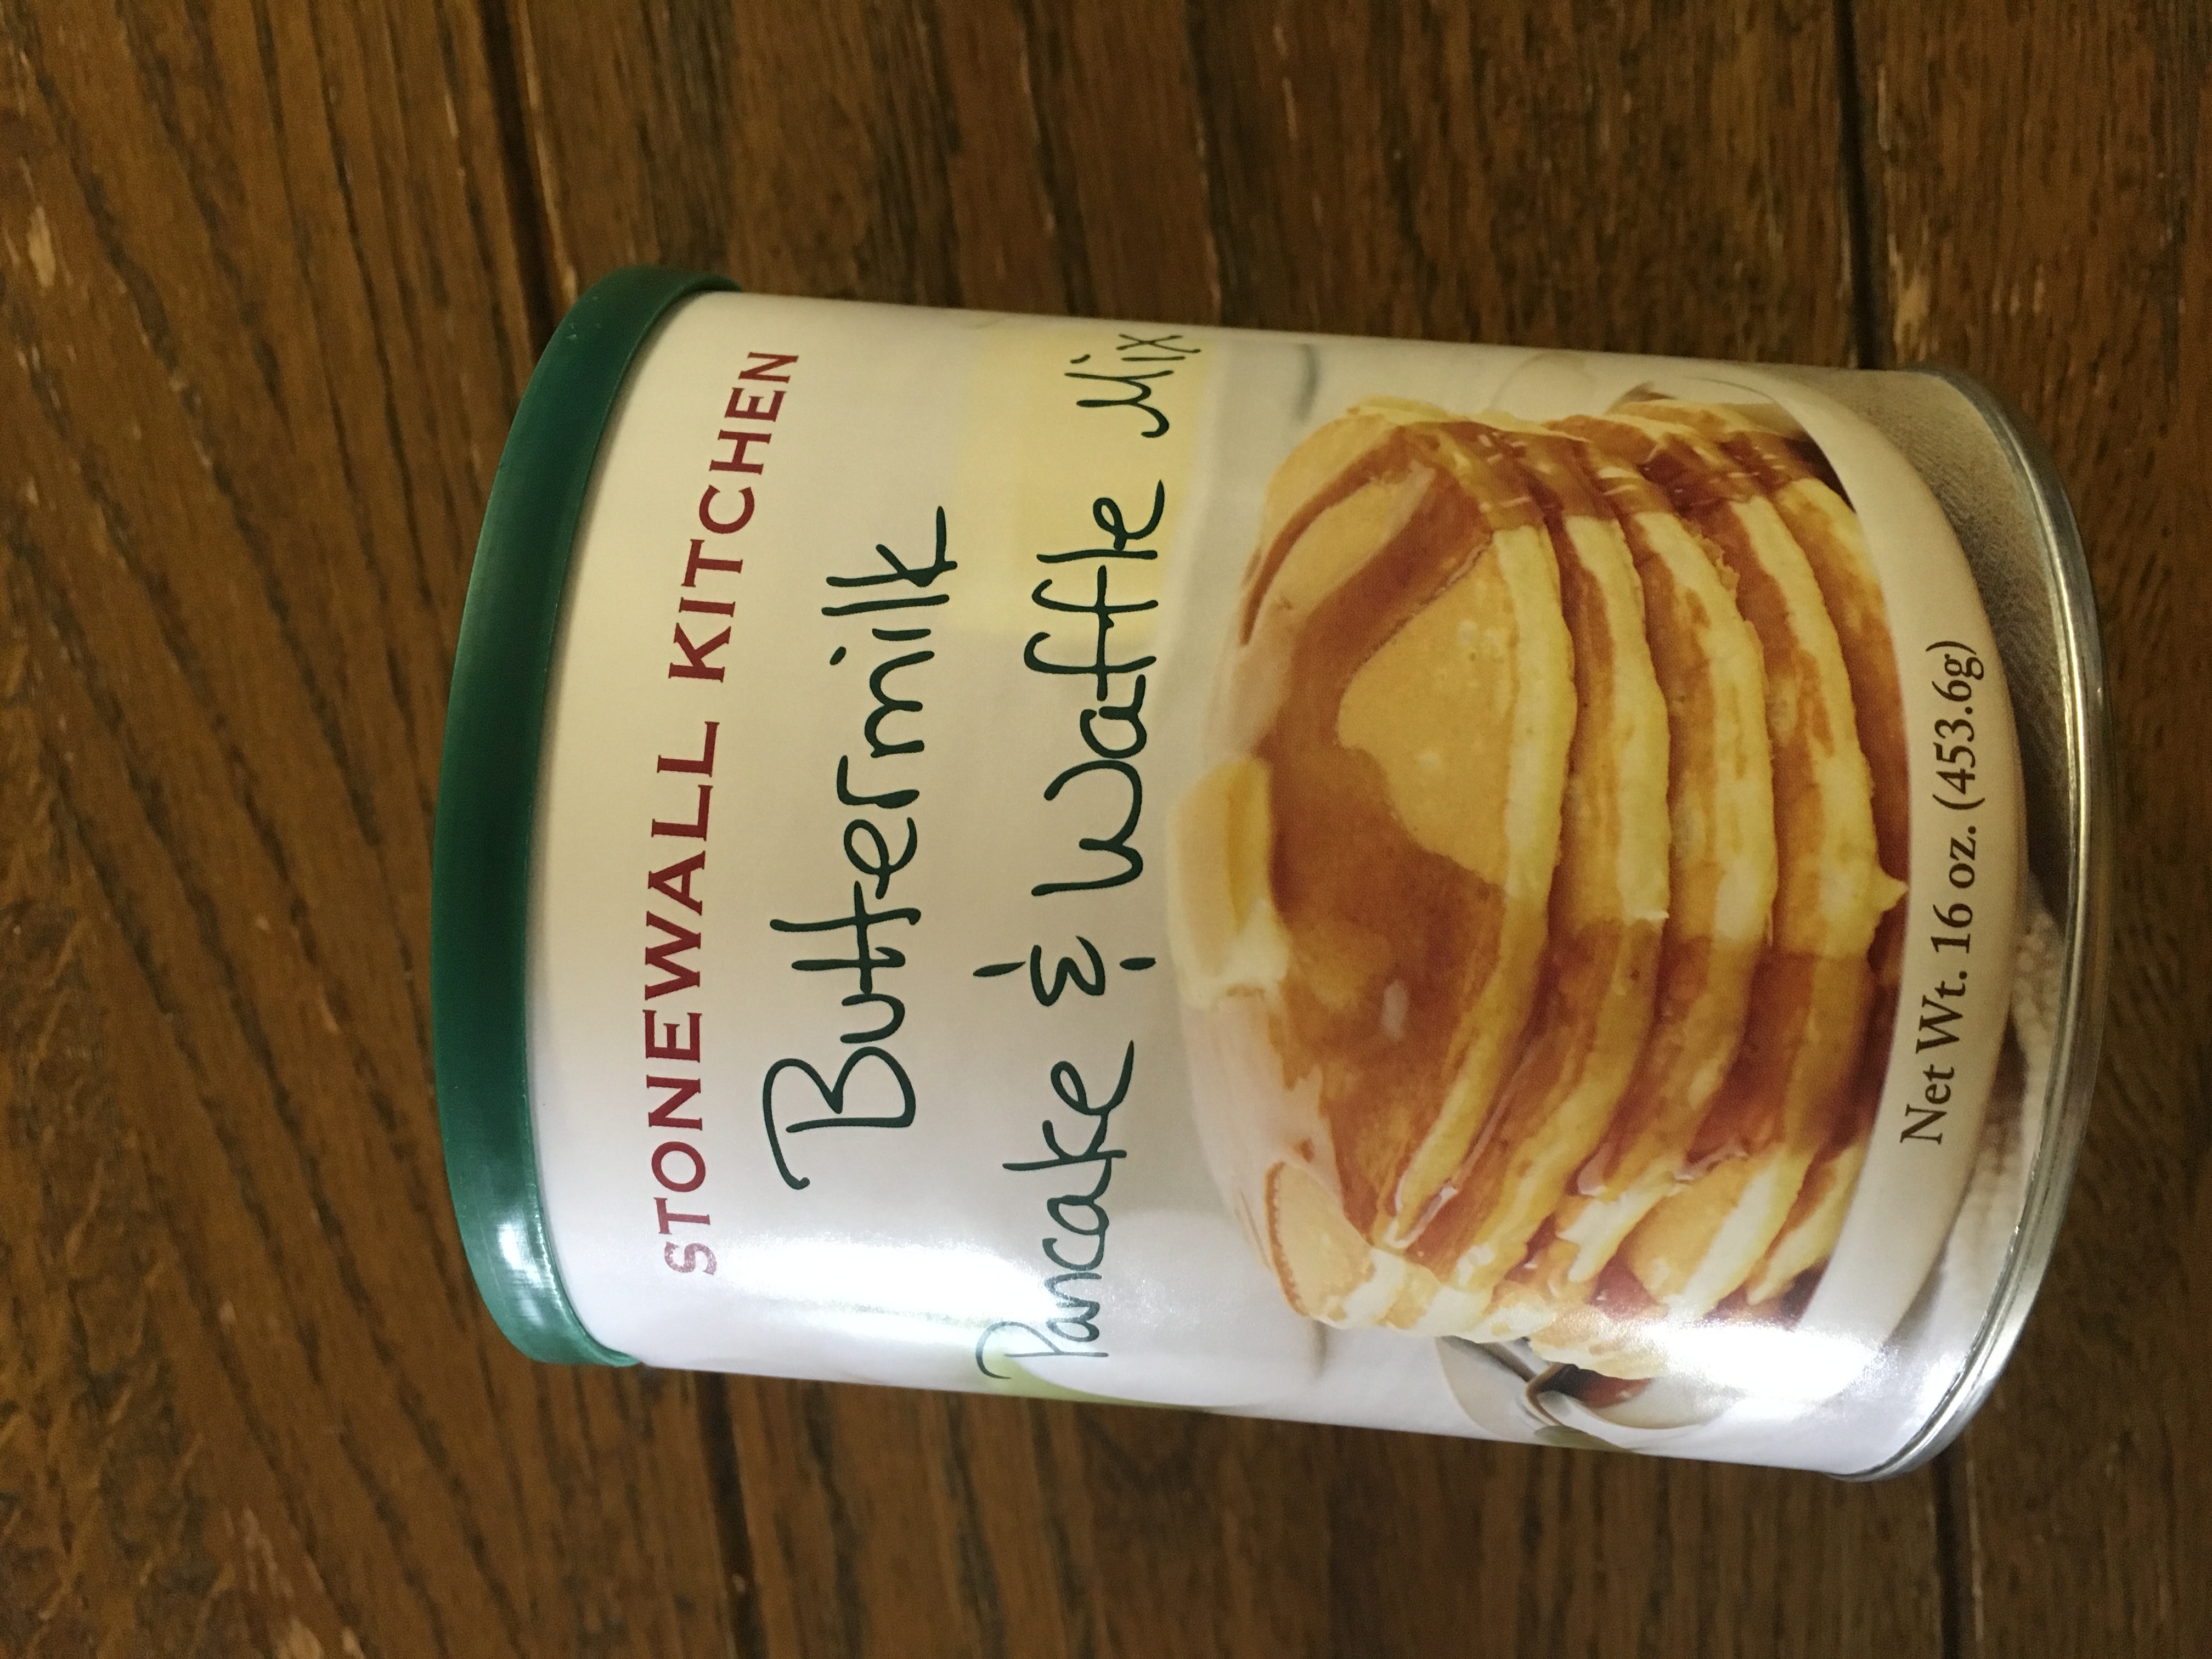 STONEWALL KITCHEN
Buttermilk
Pancake & Waffle Mix
Net Wt. 16 oz. (453.6g)